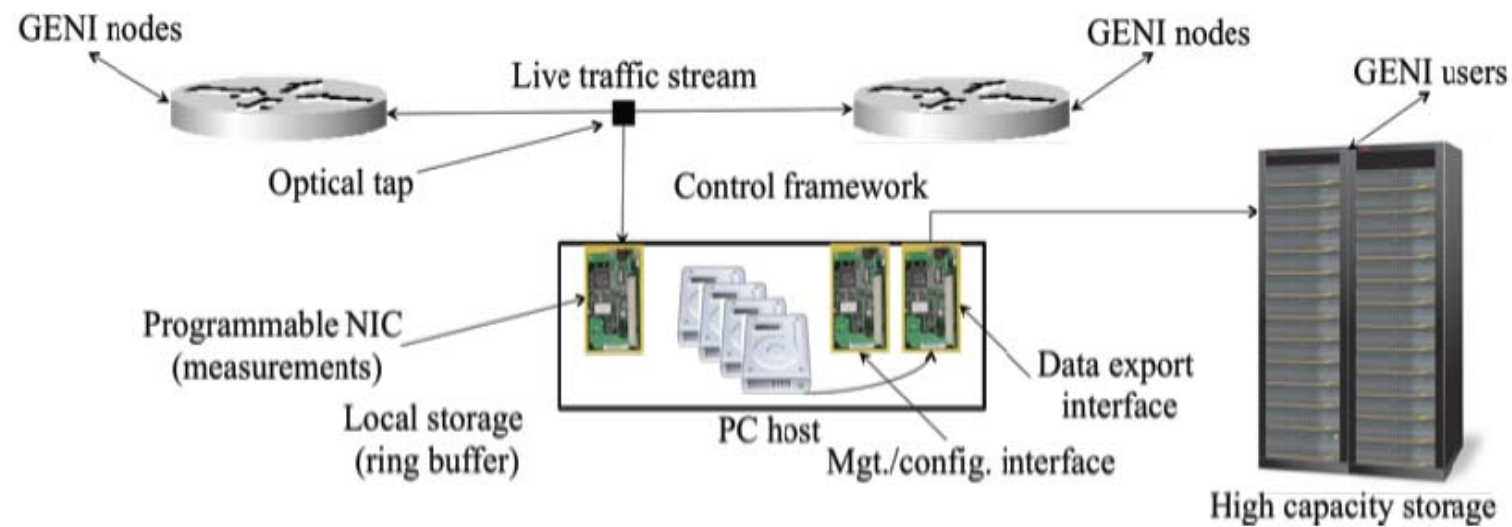 GENI nodes
GENI nodes
Live traffic stream
GENI users
Optical tap
Control framework
Programmable NIC
(measurements)
Data export
interface
Local storage
(ring buffer)
PC host
Mgt./config. interface
High capacity storage